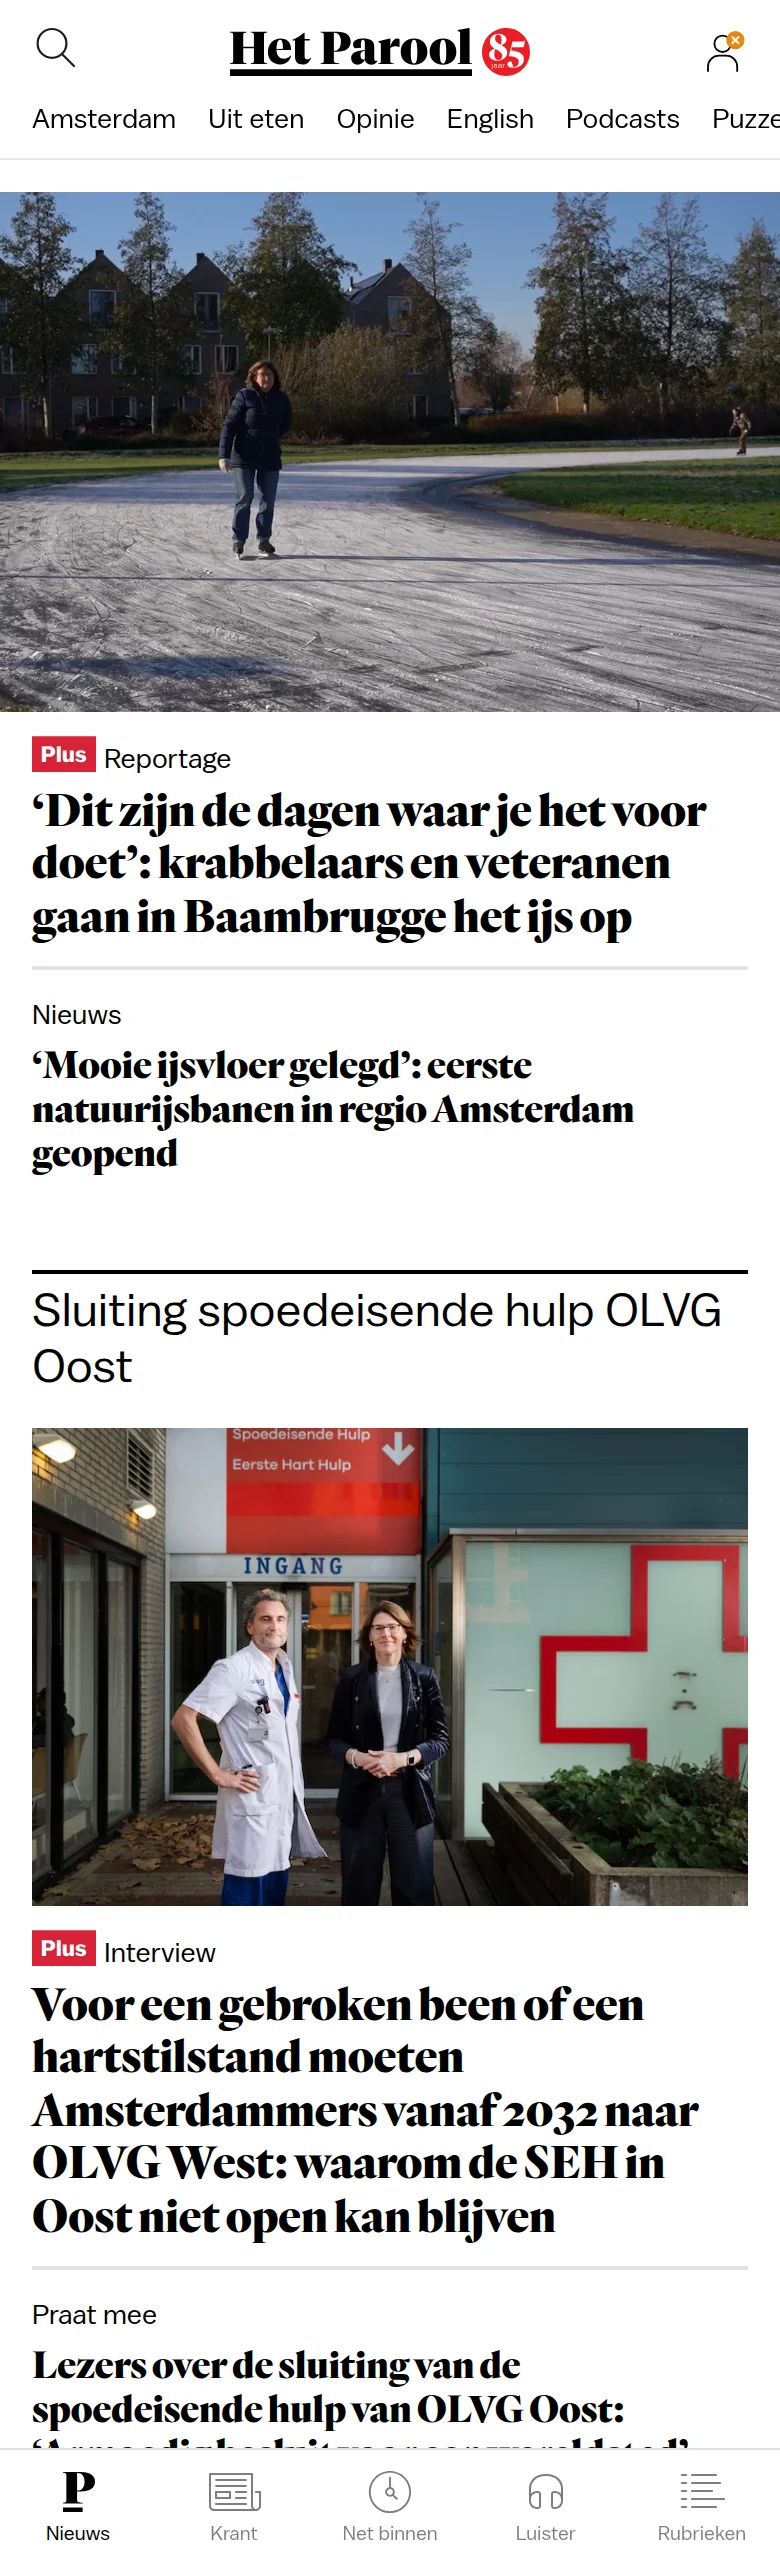 Het Parool 85 jaar
Amsterdam Uit eten Opinie English Podcasts Puzze
Plus Reportage
‘Dit zijn de dagen waar je het voor
doet’: krabbelaars en veteranen
gaan in Baambrugge het ijs op
Nieuws
‘Mooie ijsvloer gelegd’: eerste
natuurijsbanen in regio Amsterdam
geopend
Sluiting spoedeisende hulp OLVG
Oost
Spoedeisende Hulp
Eerste Hart Hulp
INGANG
Plus Interview
Voor een gebroken been of een
hartstilstand moeten
Amsterdammers vanaf 2032 naar
OLVG West: waarom de SEH in
Oost niet open kan blijven
Praat mee
Lezers over de sluiting van de
spoedeisende hulp van OLVG Oost:
Nieuws Krant Net binnen Luister Rubrieken